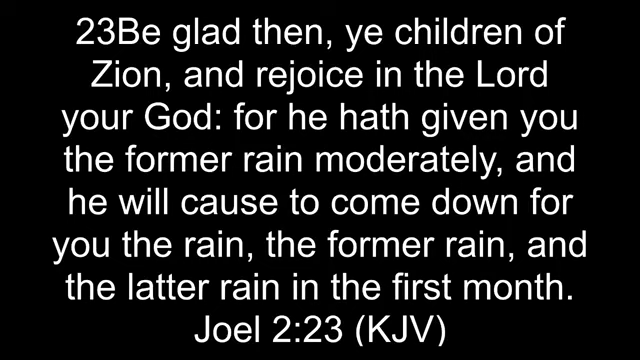 23Be glad then, ye children of
Zion, and rejoice in the Lord
your God: for he hath given you
the former rain moderately, and
he will cause to come down for
you the rain, the former rain, and
the latter rain in the first month.
Joel 2:23 (KJV)